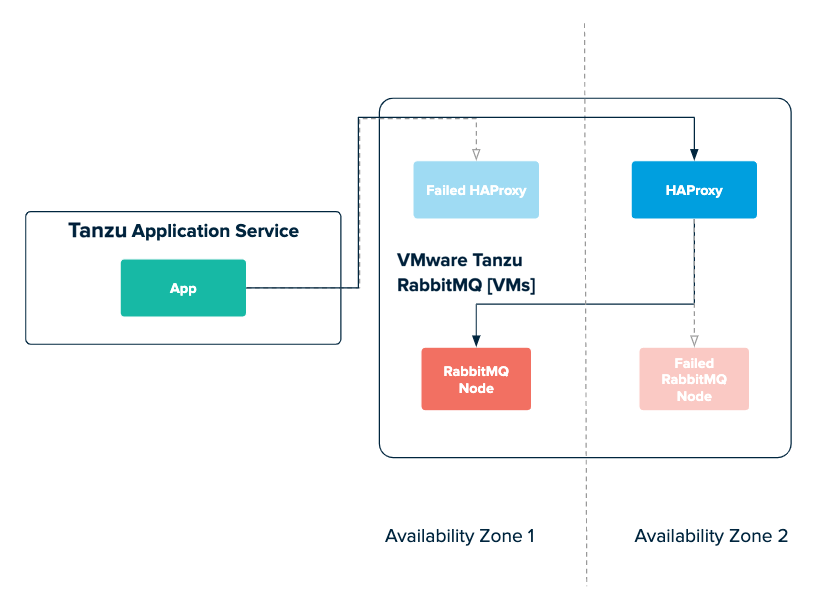 Failed HAProxy
HAProxy
Tanzu Application Service
App
VMware Tanzu
RabbitMQ [VMs]
RabbitMQ
Node
Failed
RabbitMQ
Node
Availability Zone 1
Availability Zone 2